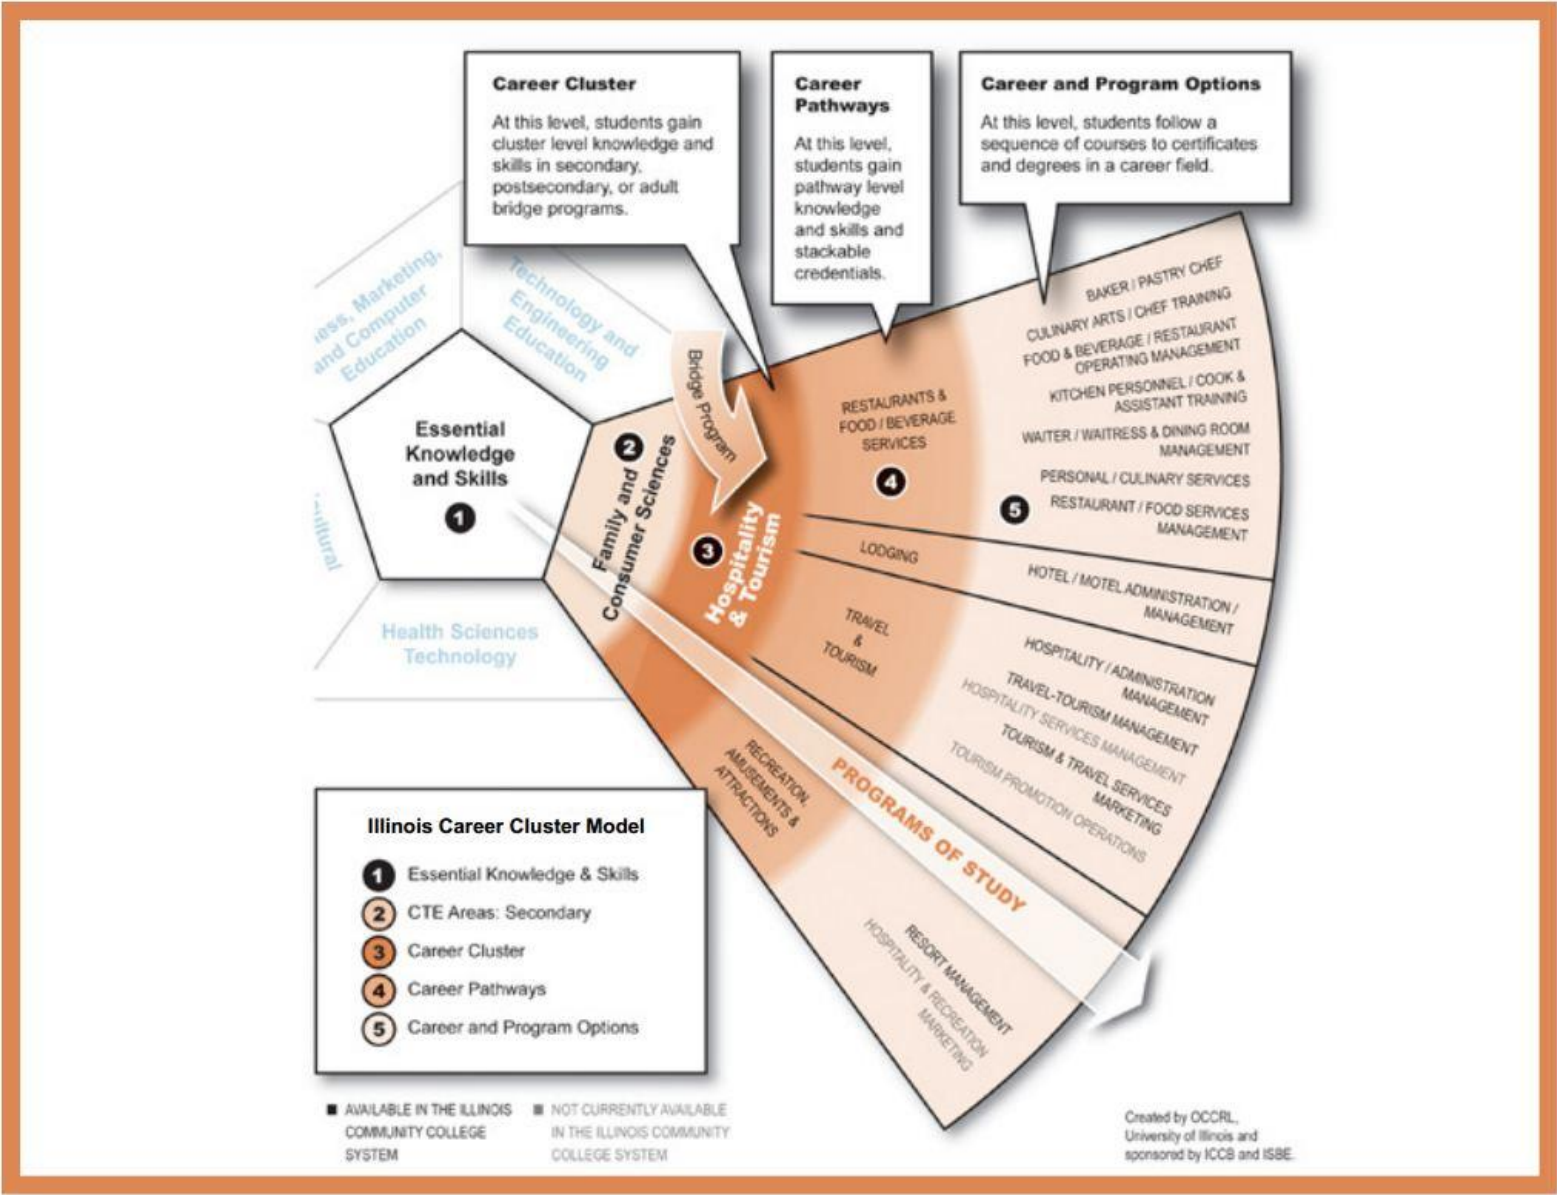 Career Cluster
At this level, students gain
cluster level knowledge and
skills in secondary,
postsecondary, or adult
bridge programs.
Career
Pathways
At this level,
students gain
pathway level
knowledge
and skills and
stackable
credentials.
Career and Program Options
At this level, students follow a
sequence of courses to certificates
and degrees in a career field.
Marketing,
and Computer
Education
Technology and
Engineering
Education
Essential
Knowledge
and Skills
1
Health Sciences
Technology
2
Family and
Consumer Sciences
Bridge Program
3
Hospitality
& Tourism
RESTAURANTS &
FOOD / BEVERAGE
SERVICES
4
LODGING
TRAVEL
&
TOURISM
RECREATION,
AMUSEMENTS &
ATTRACTIONS
5
BAKER / PASTRY CHEF
CULINARY ARTS / CHEF TRAINING
FOOD & BEVERAGE / RESTAURANT
OPERATING MANAGEMENT
KITCHEN PERSONNEL / COOK &
ASSISTANT TRAINING
WAITER / WAITRESS & DINING ROOM
MANAGEMENT
PERSONAL / CULINARY SERVICES
RESTAURANT / FOOD SERVICES
MANAGEMENT
HOTEL / MOTEL ADMINISTRATION /
MANAGEMENT
HOSPITALITY / ADMINISTRATION
MANAGEMENT
TRAVEL-TOURISM MANAGEMENT
HOSPITALITY SERVICES MANAGEMENT
TOURISM & TRAVEL SERVICES
MARKETING
TOURISM PROMOTION OPERATIONS
PROGRAMS OF STUDY
RESORT MANAGEMENT
HOSPITALITY & RECREATION
MARKETING
Illinois Career Cluster Model
1 Essential Knowledge & Skills
2 CTE Areas: Secondary
3 Career Cluster
4 Career Pathways
5 Career and Program Options
AVAILABLE IN THE ILLINOIS
COMMUNITY COLLEGE
SYSTEM
NOT CURRENTLY AVAILABLE
IN THE ILLINOIS COMMUNITY
COLLEGE SYSTEM
Created by OCCRL,
University of Illinois and
sponsored by ICCB and ISBE.